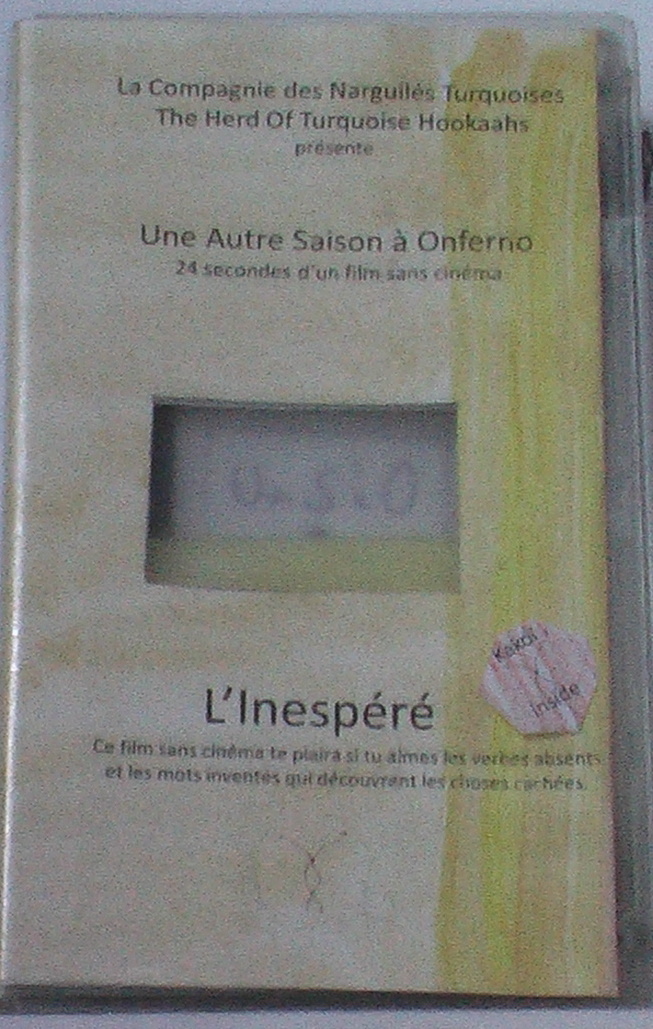 La Compagnie des Narguilés Turquoises
The Herd Of Turquoise Hookaahs
présente
Une Autre Saison à Onferno
24 secondes d'un film sans cinéma
L'Inespéré
Kokoï
inside
Ce film sans cinéma te plaira si tu aimes les verbes absents
et les mots inventés qui découvrent les choses cachées.